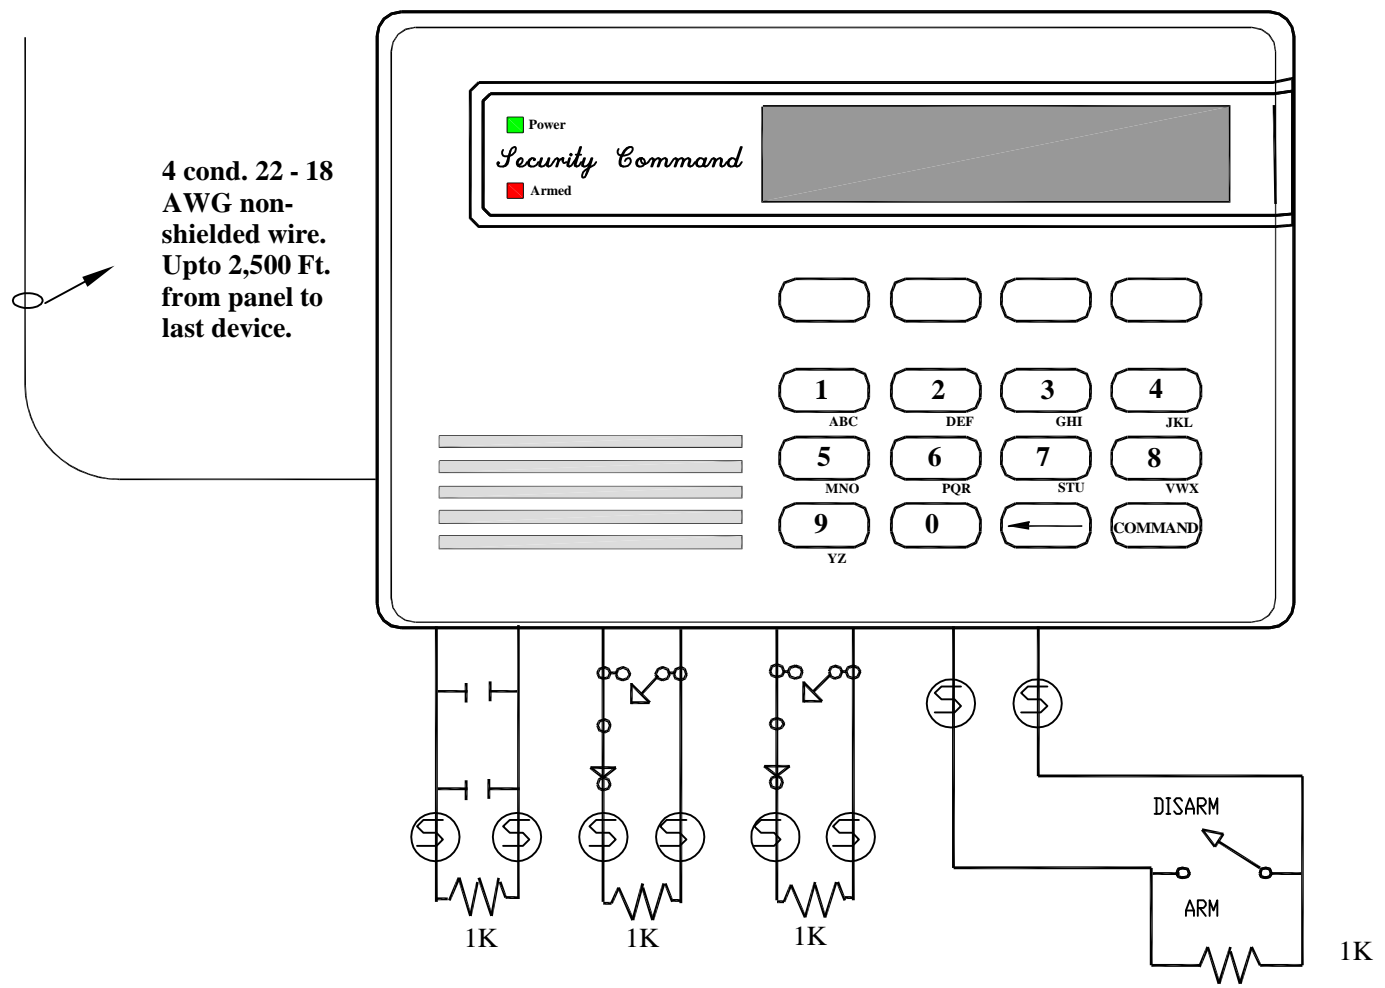 Power
Security Command
Armed
4 cond. 22 - 18
AWG non-
shielded wire.
Upto 2,500 Ft.
from panel to
last device.
1 2 3 4
ABC DEF GHI JKL
5 6 7 8
MNO PQR STU VWX
9 0 COMMAND
YZ
S S
DISARM
S S S S S S
ARM
1K 1K 1K 1K